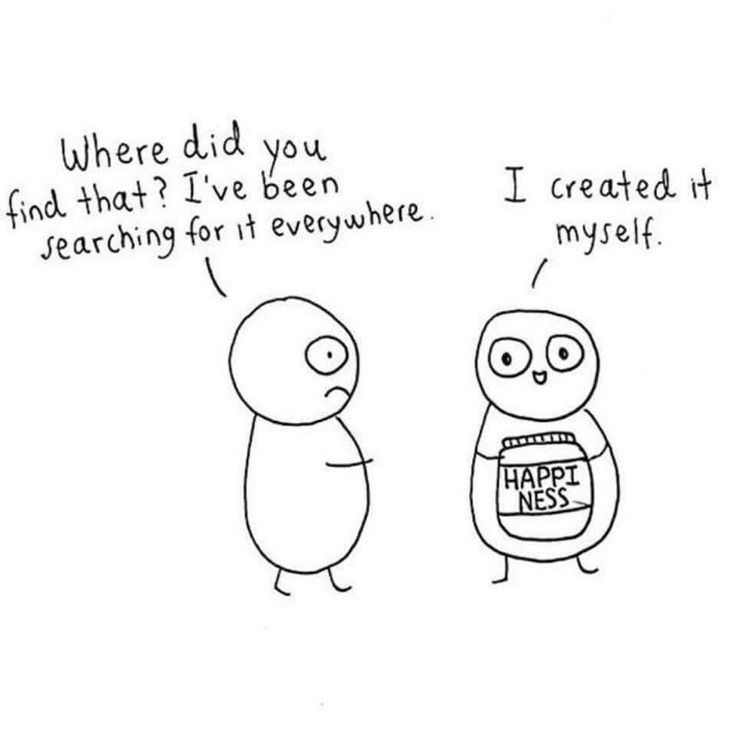 Where did you
find that? I've been
searching for it everywhere.
I created it
myself.
HAPPI
NESS